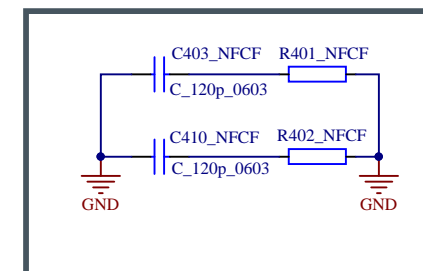 C403_NFCF R401_NFCF
C_120p_0603
C410_NFCF R402_NFCF
C_120p_0603
GND GND